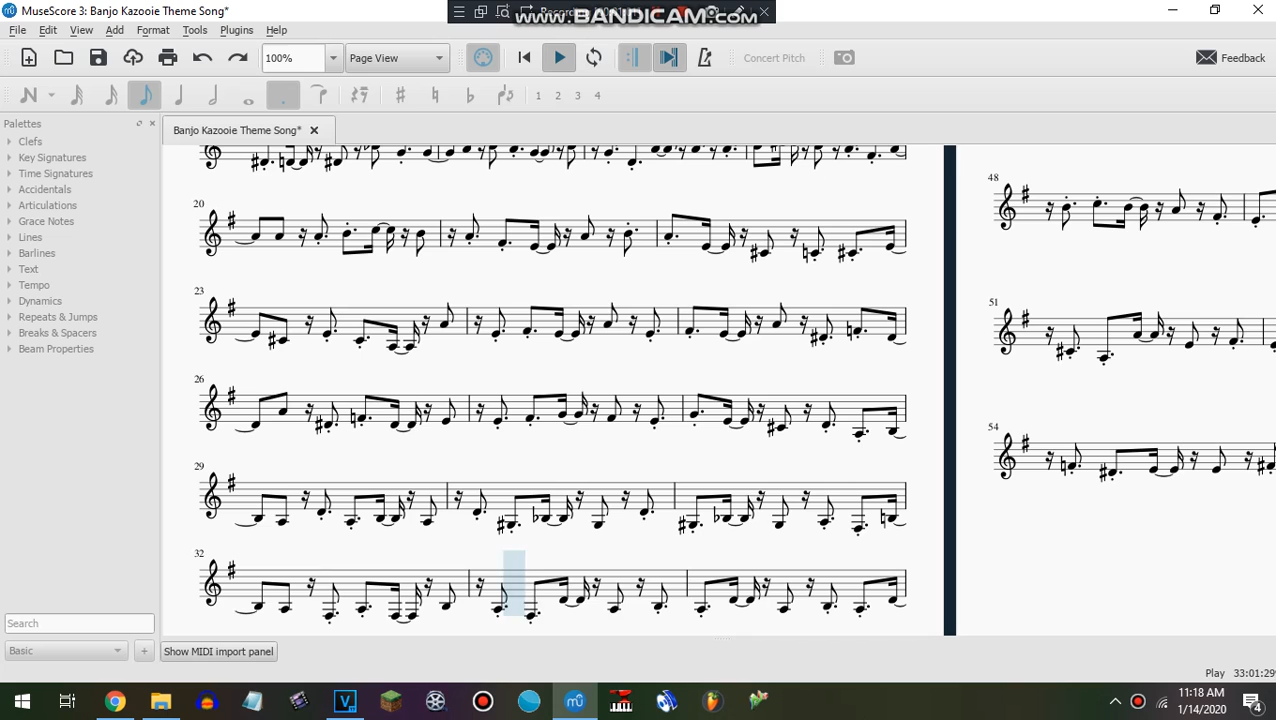 MuseScore 3: Banjo Kazooie Theme Song*
www.BANDICAM.com
File Edit View Add Format Tools Plugins Help
100% Page View Concert Pitch Feedback
1 2 3 4
Palettes
Banjo Kazooie Theme Song*
Clefs
Key Signatures
Time Signatures
Accidentals
Articulations
Grace Notes
Lines
Barlines
Text
Tempo
Dynamics
Repeats & Jumps
Breaks & Spacers
Beam Properties
20
23
26
29
32
48
51
54
Search
Basic
Show MIDI import panel
Play 33:01:29
11:18 AM
1/14/2020
4